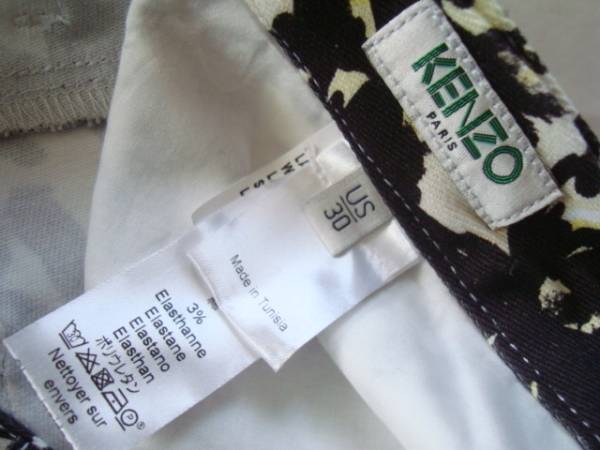 KENZO
PARIS
US
30
Made in Tunisia
3%
Elasthanne
Elastane
Elastano
Elasthan
ポリウレタン
Nettoyer sur
envers